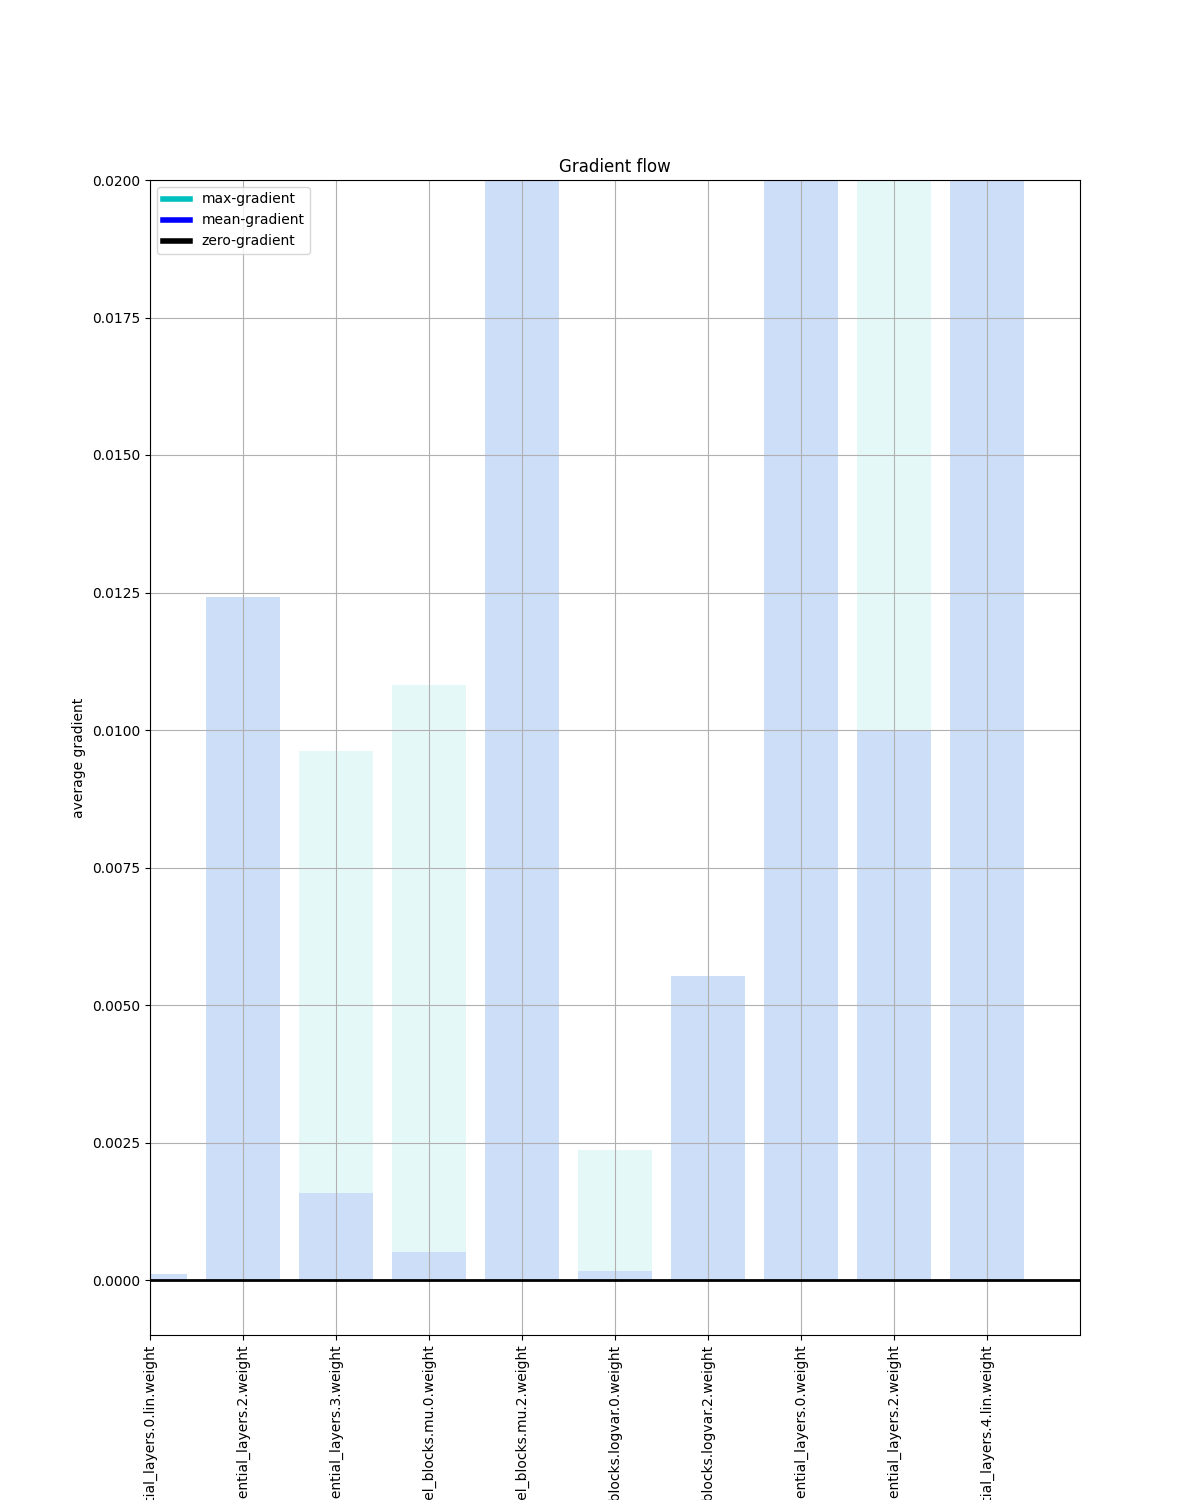 Gradient flow
max-gradient
mean-gradient
zero-gradient
0.0200
0.0175
0.0150
0.0125
0.0100
0.0075
0.0050
0.0025
0.0000
average gradient
tial_layers.0.lin.weight
ential_layers.2.weight
ential_layers.3.weight
el_blocks.mu.0.weight
el_blocks.mu.2.weight
blocks.logvar.0.weight
blocks.logvar.2.weight
ential_layers.0.weight
ential_layers.2.weight
tial_layers.4.lin.weight